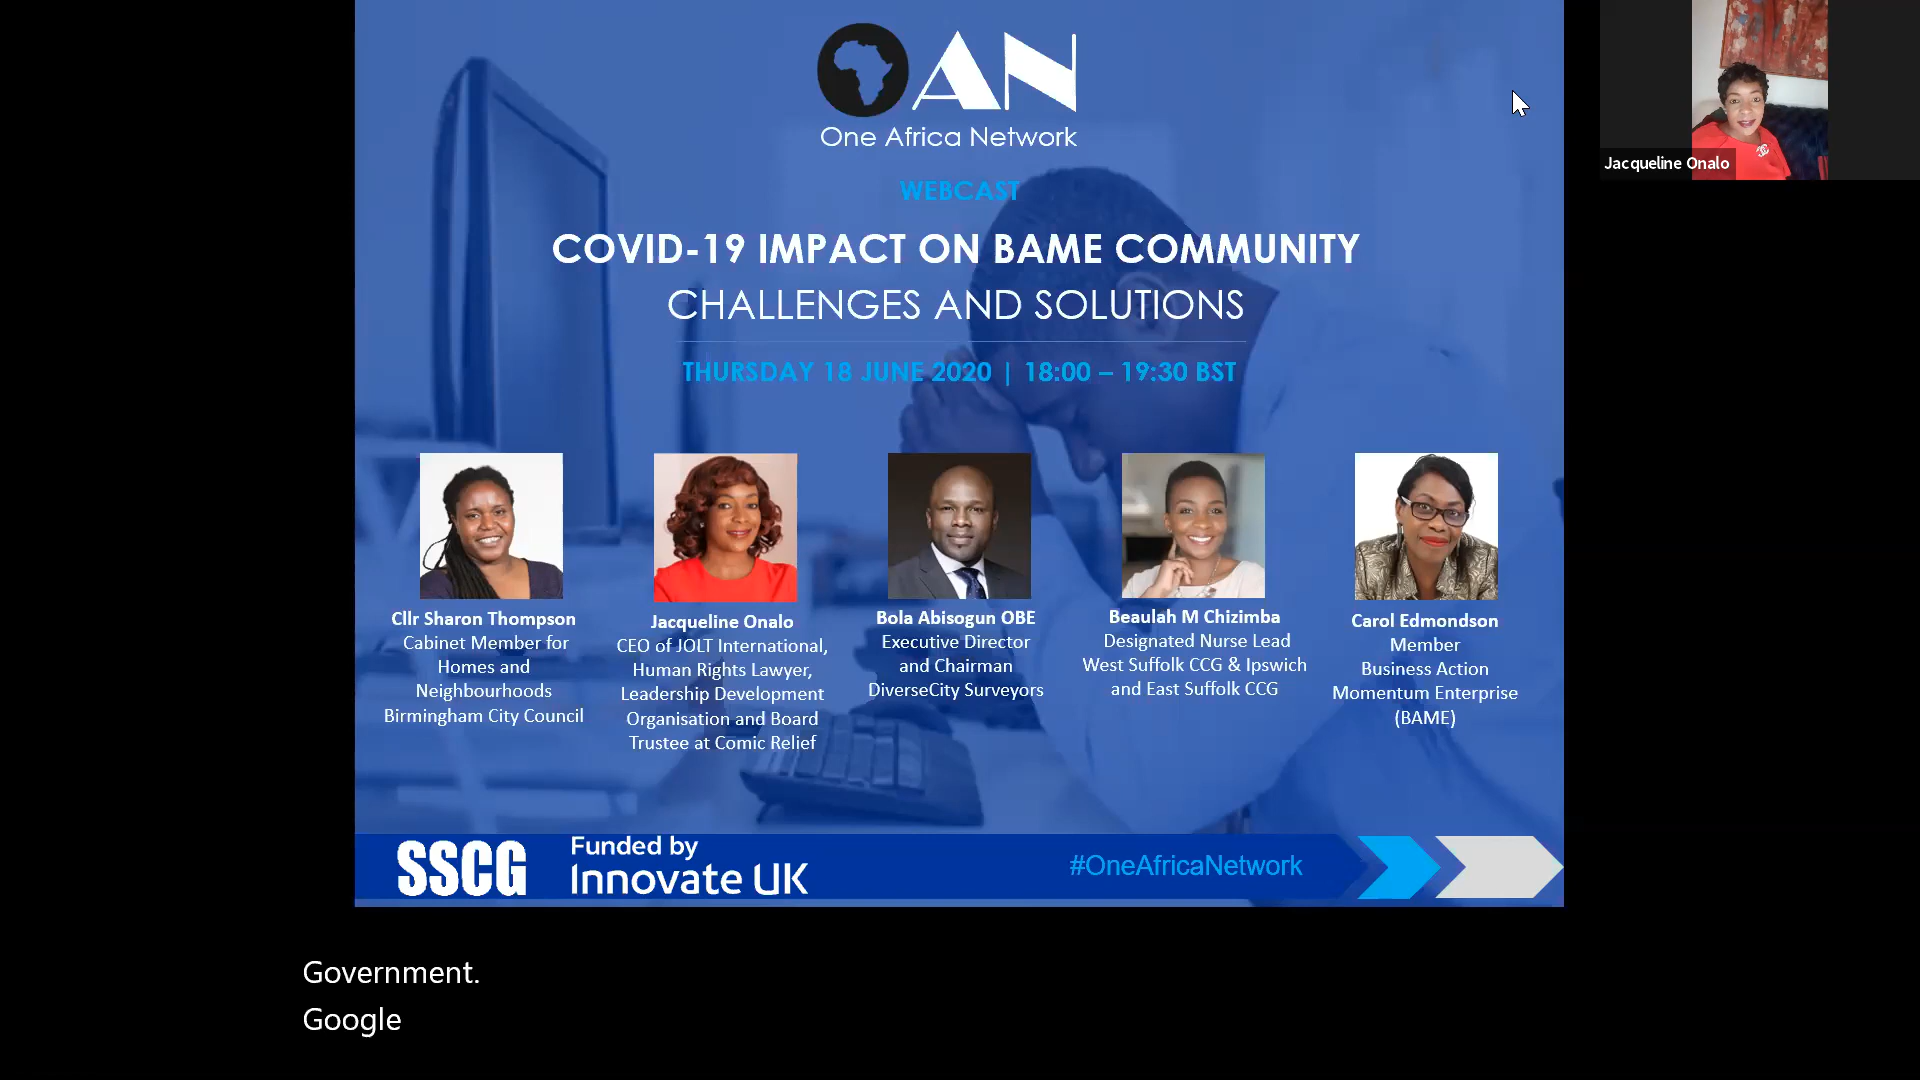 OAN
One Africa Network
WEBCAST
COVID-19 IMPACT ON BAME COMMUNITY
CHALLENGES AND SOLUTIONS
THURSDAY 18 JUNE 2020 | 18:00 – 19:30 BST
Jacqueline Onalo
Cllr Sharon Thompson
Cabinet Member for
Homes and
Neighbourhoods
Birmingham City Council
Jacqueline Onalo
CEO of JOLT International,
Human Rights Lawyer,
Leadership Development
Organisation and Board
Trustee at Comic Relief
Bola Abisogun OBE
Executive Director
and Chairman
DiverseCity Surveyors
Beaulah M Chizimba
Designated Nurse Lead
West Suffolk CCG & Ipswich
and East Suffolk CCG
Carol Edmondson
Member
Business Action
Momentum Enterprise
(BAME)
SSCG
Funded by
Innovate UK
#OneAfricaNetwork
Government.
Google